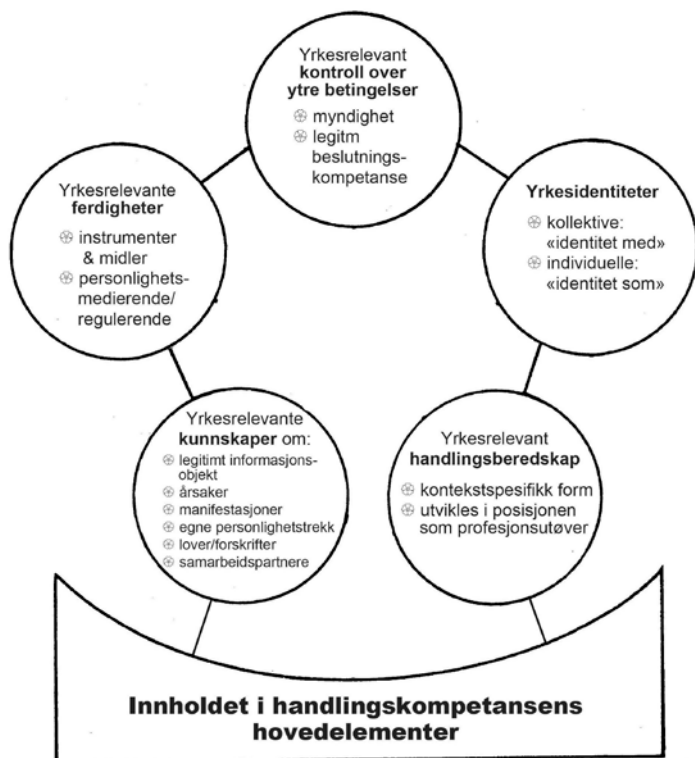 Yrkesrelevant
kontroll over
ytre betingelser
myndighet
legitm
beslutnings-
kompetanse
Yrkesrelevante
ferdigheter
instrumenter
& midler
personlighets-
medierende/
regulerende
Yrkesidentiteter
kollektive:
«identitet med»
individuelle:
«identitet som»
Yrkesrelevante
kunnskaper om:
legitimt informasjons-
objekt
årsaker
manifestasjoner
egne personlighetstrekk
lover/forskrifter
samarbeidspartnere
Yrkesrelevant
handlingsberedskap
kontekstspesifikk form
utvikles i posisjonen
som profesjonsutøver
Innholdet i handlingskompetansens
hovedelementer